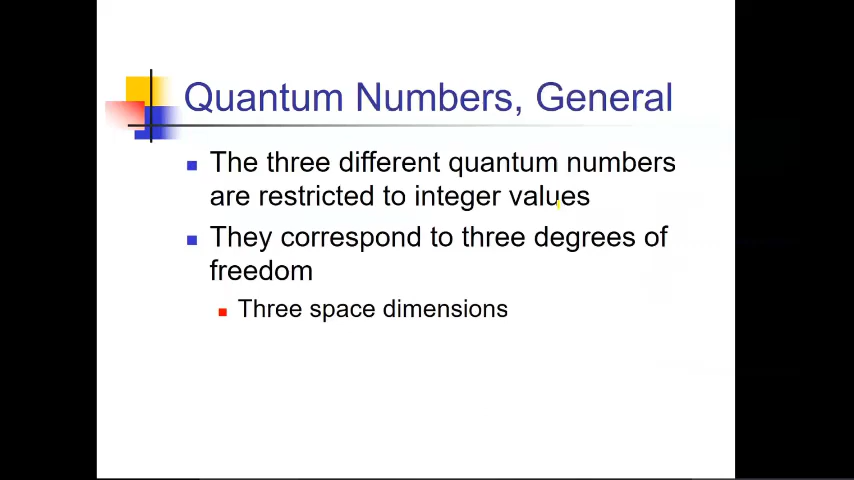 Quantum Numbers, General
The three different quantum numbers
are restricted to integer values
They correspond to three degrees of
freedom
Three space dimensions